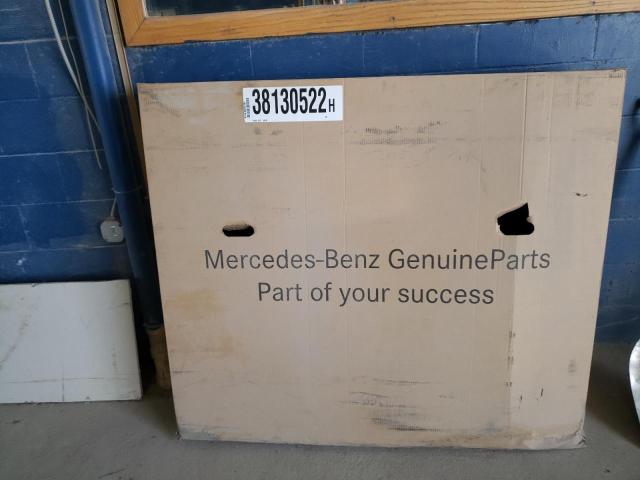 38130522H
Mercedes-Benz GenuineParts
Part of your success